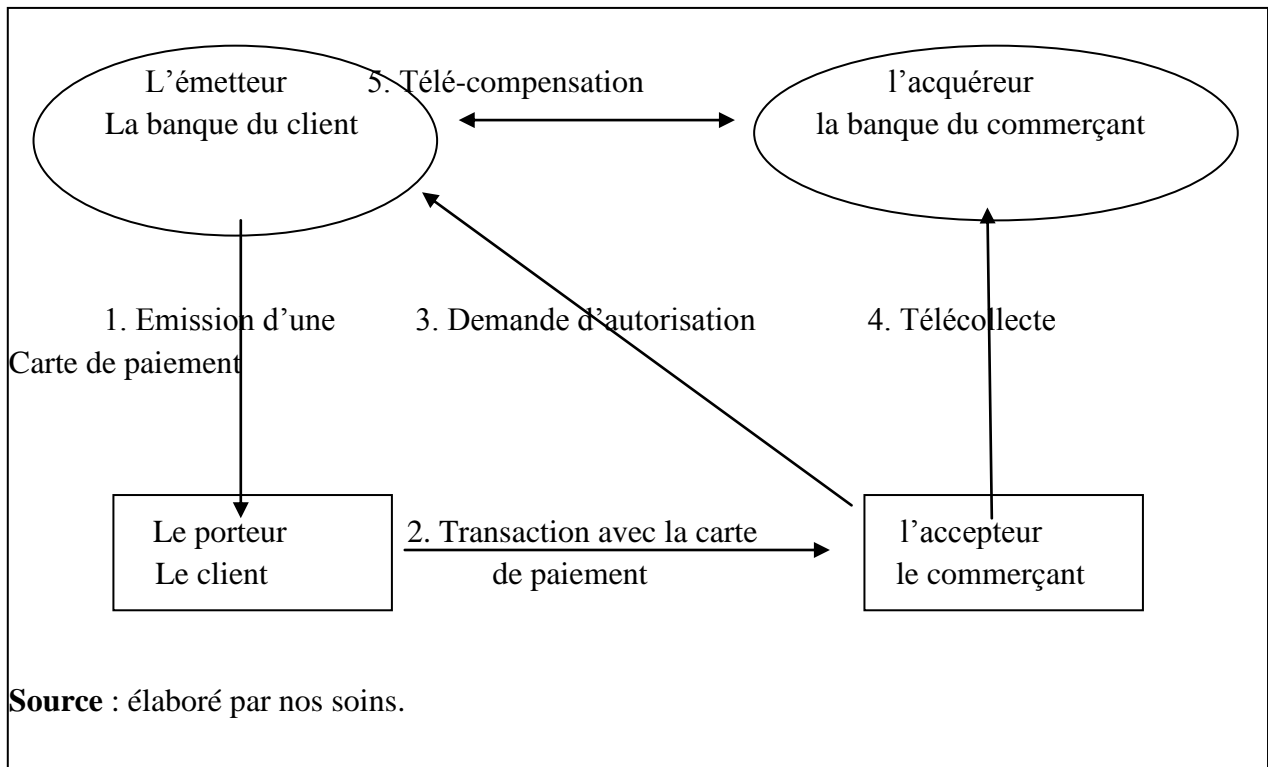 L’émetteur 5. Télé-compensation l’acquéreur
La banque du client la banque du commerçant
1. Emission d’une 3. Demande d’autorisation 4. Télécollecte
Carte de paiement
Le porteur 2. Transaction avec la carte l’accepteur
Le client de paiement le commerçant
Source : élaboré par nos soins.